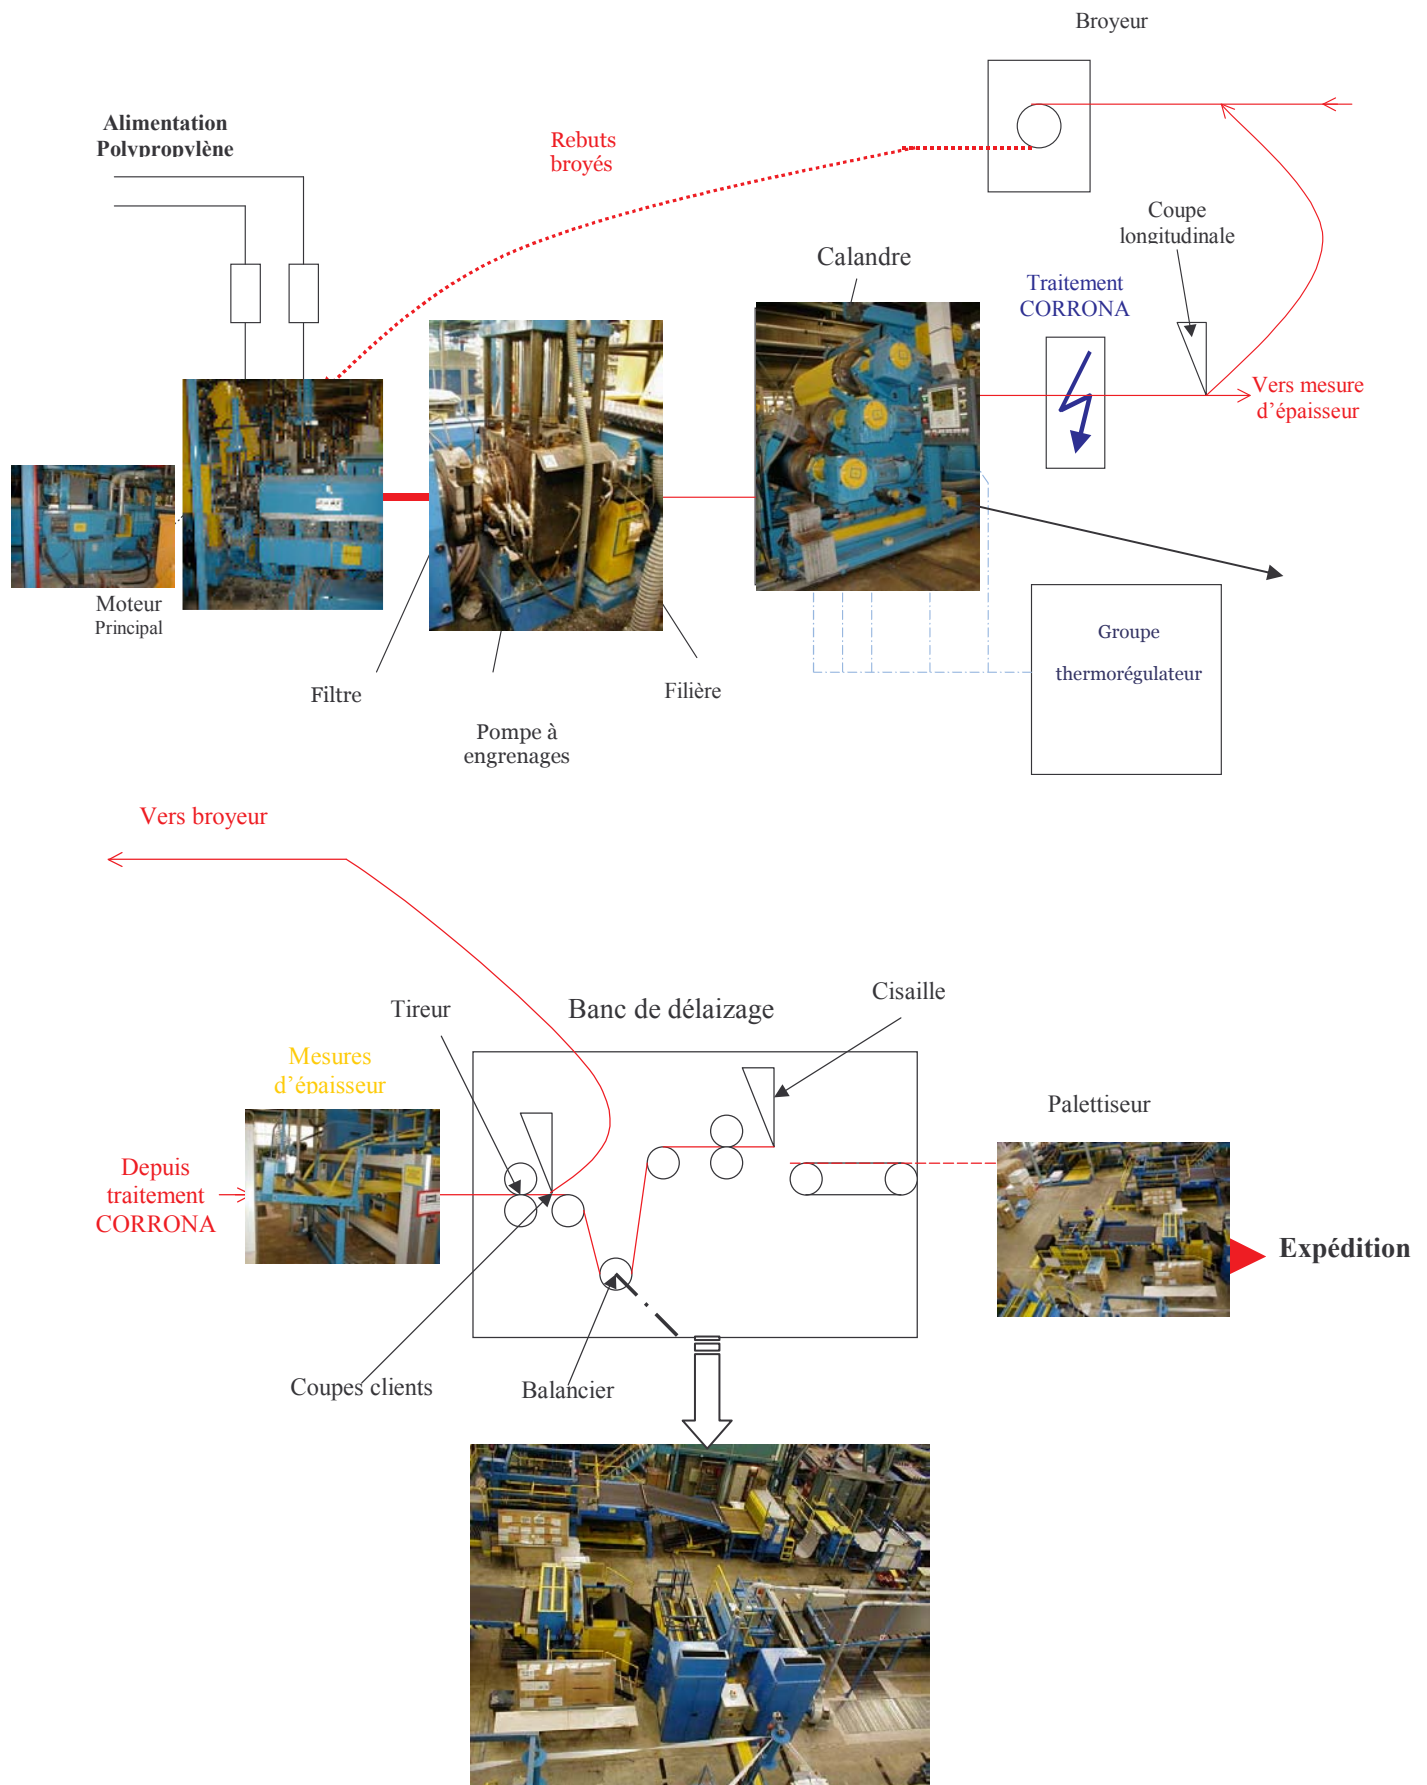 Broyeur
Alimentation
Polypropylène
Rebuts
broyés
Coupe
longitudinale
Calandre
Traitement
CORRONA
Vers mesure
d'épaisseur
Moteur
Principal
Groupe
thermorégulateur
Filtre
Filière
Pompe à
engrenages
Vers broyeur
Cisaille
Tireur
Banc de délaizage
Mesures
d'épaisseur
Palettiseur
Depuis
traitement
CORRONA
Expédition
Coupes clients
Balancier